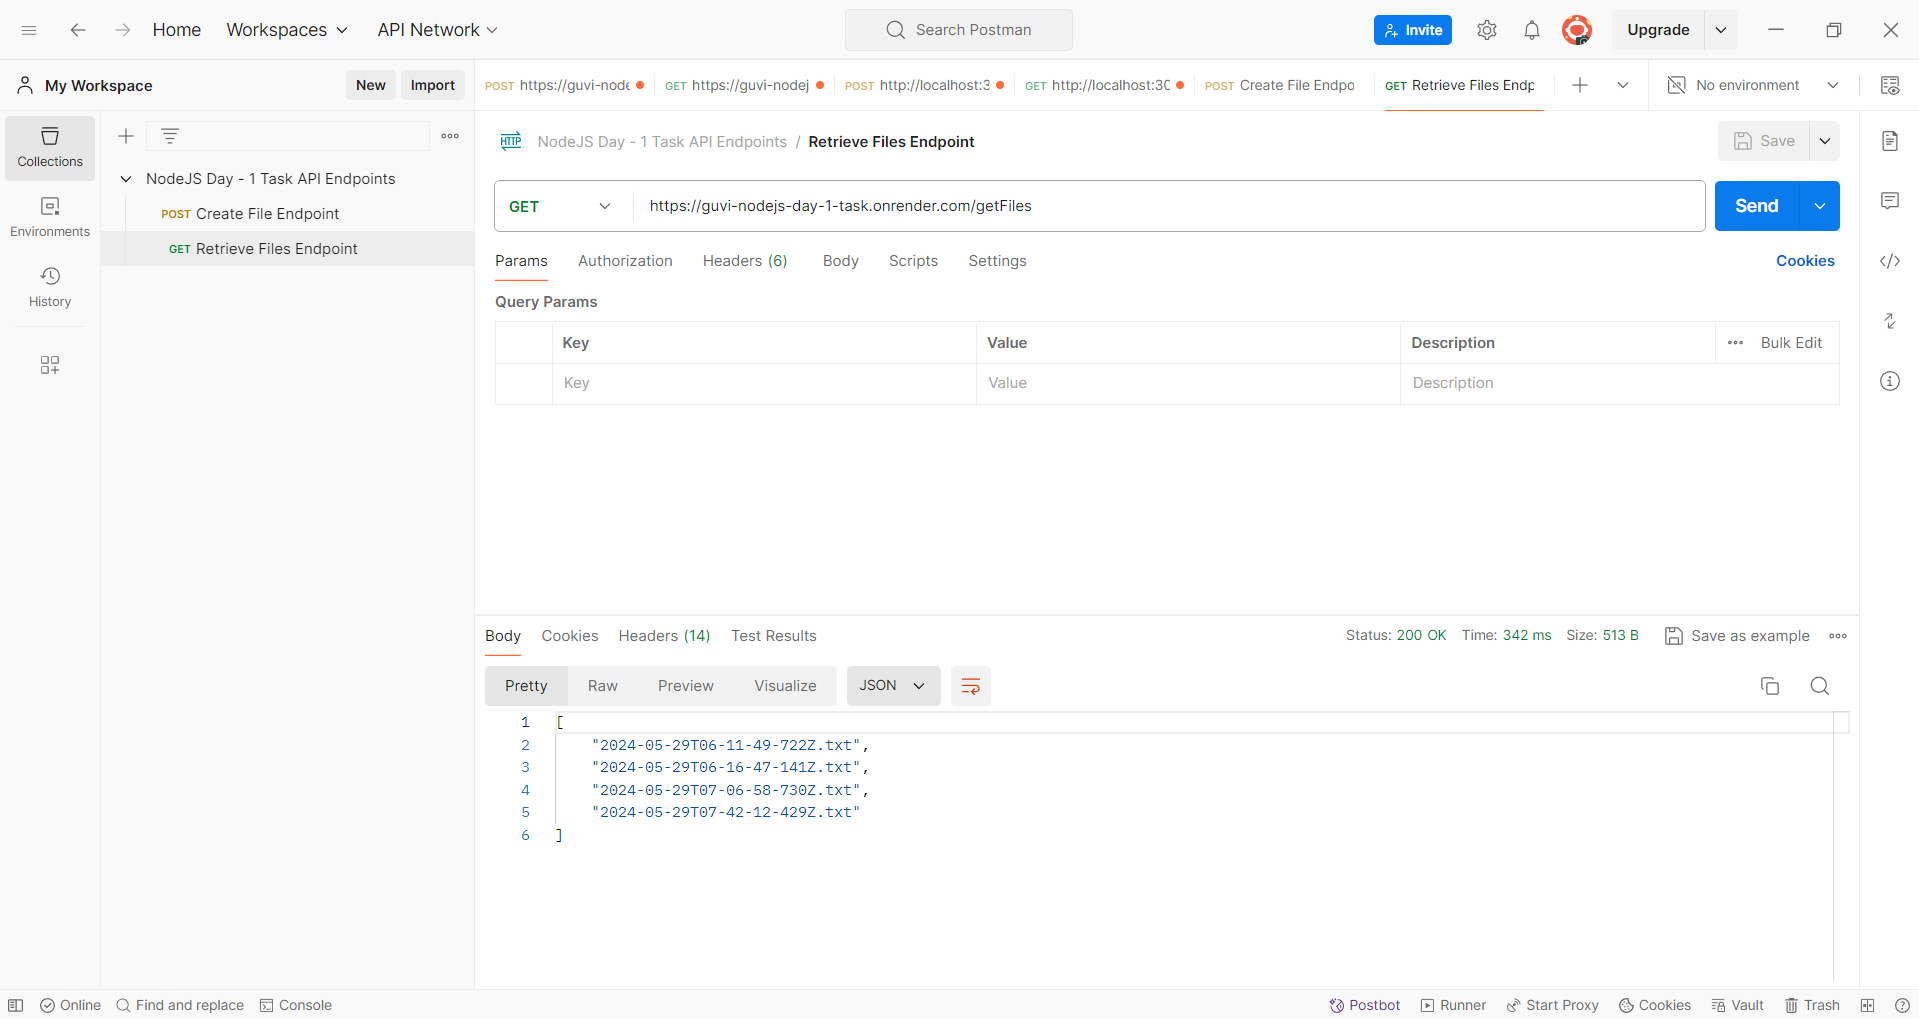 Home Workspaces API Network Search Postman Invite Upgrade
My Workspace New Import
POST https://guvi-node GET https://guvi-nodej POST http://localhost:3 GET http://localhost:30 POST Create File Endpo GET Retrieve Files Endp No environment
Collections
Environments
History
NodeJS Day - 1 Task API Endpoints
POST Create File Endpoint
GET Retrieve Files Endpoint
HTTP NodeJS Day - 1 Task API Endpoints / Retrieve Files Endpoint Save
GET https://guvi-nodejs-day-1-task.onrender.com/getFiles Send
Params Authorization Headers (6) Body Scripts Settings Cookies
Query Params
Key Value Description Bulk Edit
Key Value Description
Body Cookies Headers (14) Test Results Status: 200 OK Time: 342 ms Size: 513 B Save as example
Pretty Raw Preview Visualize JSON
1 [
2 "2024-05-29T06-11-49-722Z.txt",
3 "2024-05-29T06-16-47-141Z.txt",
4 "2024-05-29T07-06-58-730Z.txt",
5 "2024-05-29T07-42-12-429Z.txt"
6 ]
Online Find and replace Console Postbot Runner Start Proxy Cookies Vault Trash